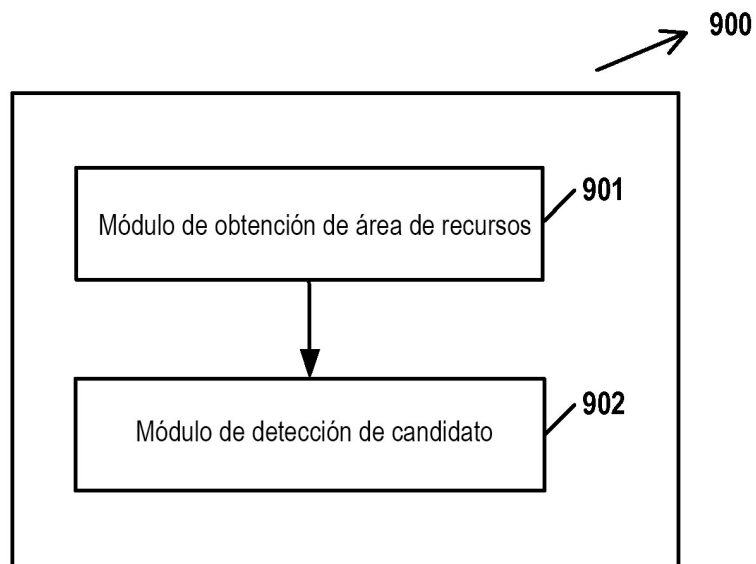 900
901
Módulo de obtención de área de recursos
902
Módulo de detección de candidato